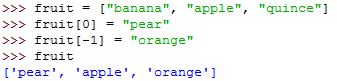 >>> fruit = ["banana", "apple", "quince"]
>>> fruit[0] = "pear"
>>> fruit[-1] = "orange"
>>> fruit
['pear', 'apple', 'orange']